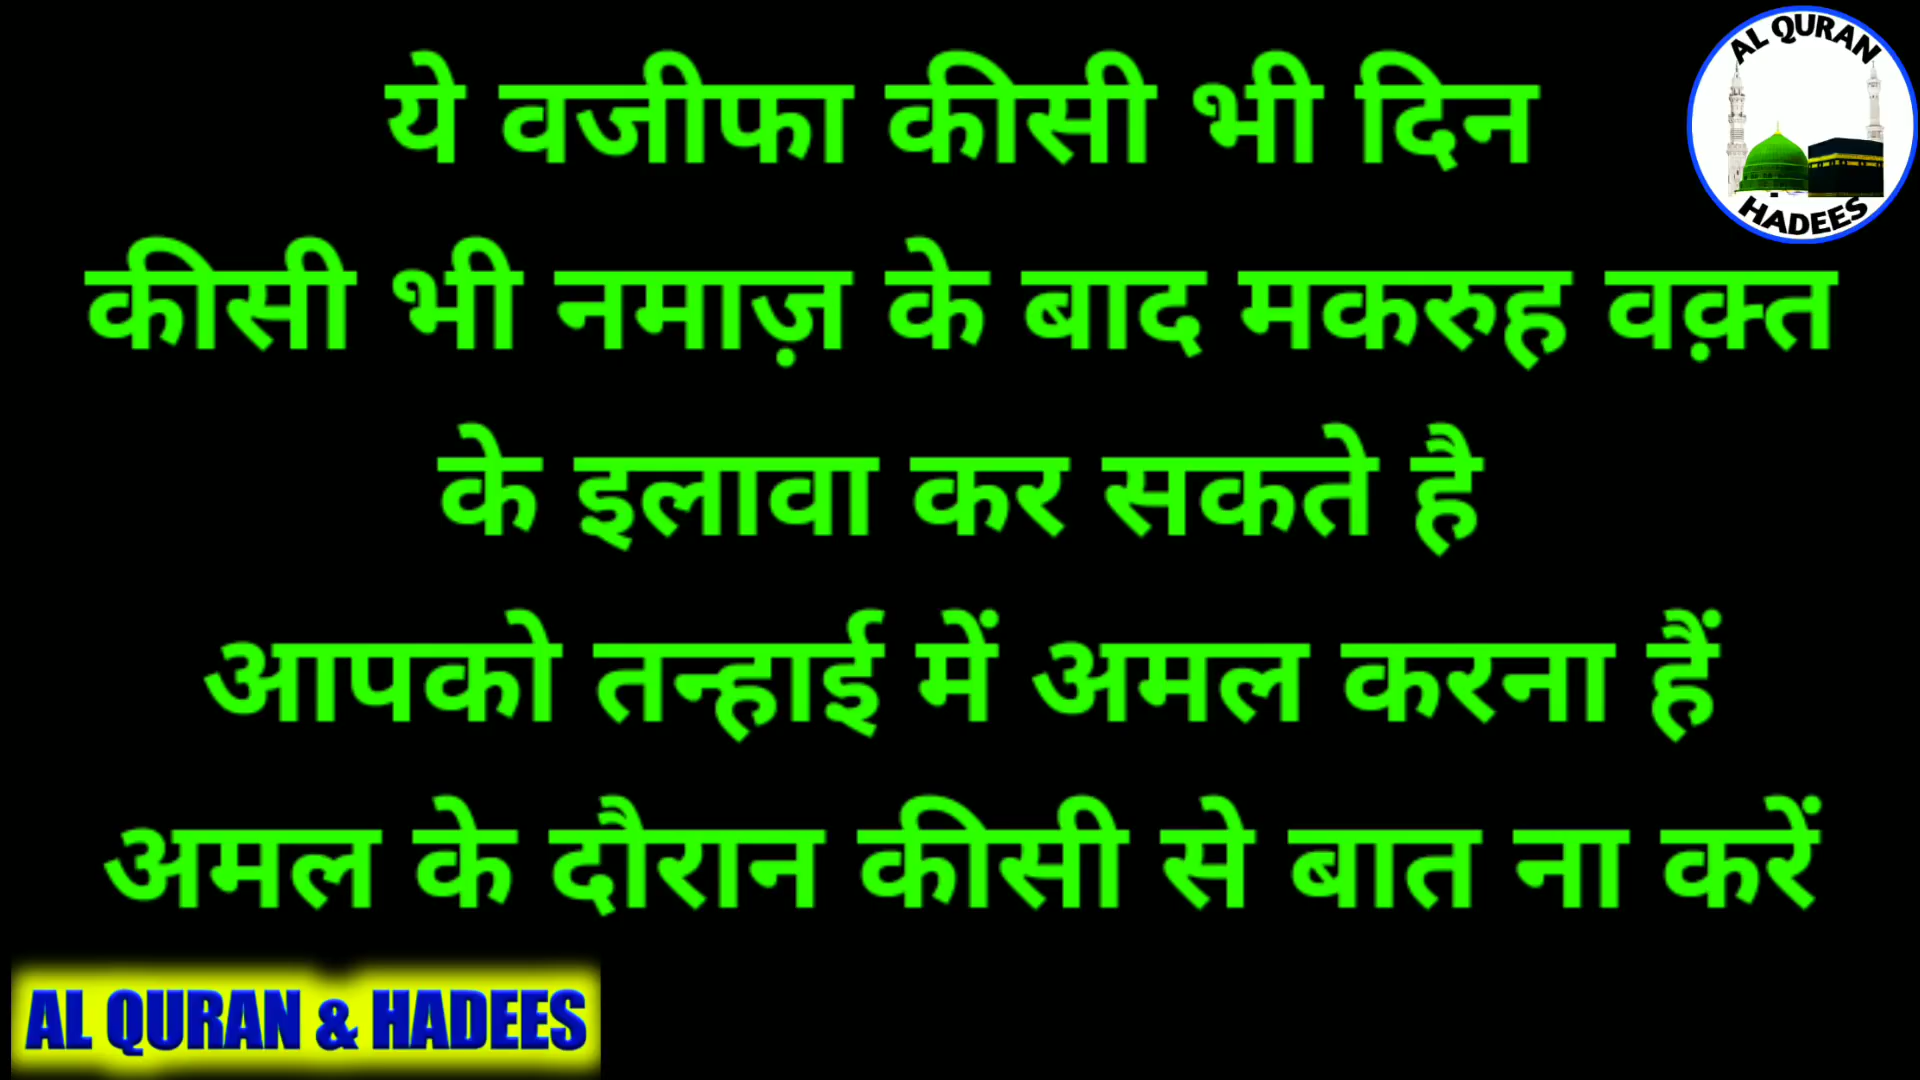 ये वजीफा कीसी भी दिन
कीसी भी नमाज़ के बाद मकरुह वक़्त
के इलावा कर सकते है
आपको तन्हाई में अमल करना हैं
अमल के दौरान कीसी से बात ना करें
AL QURAN
HADEES
AL QURAN & HADEES